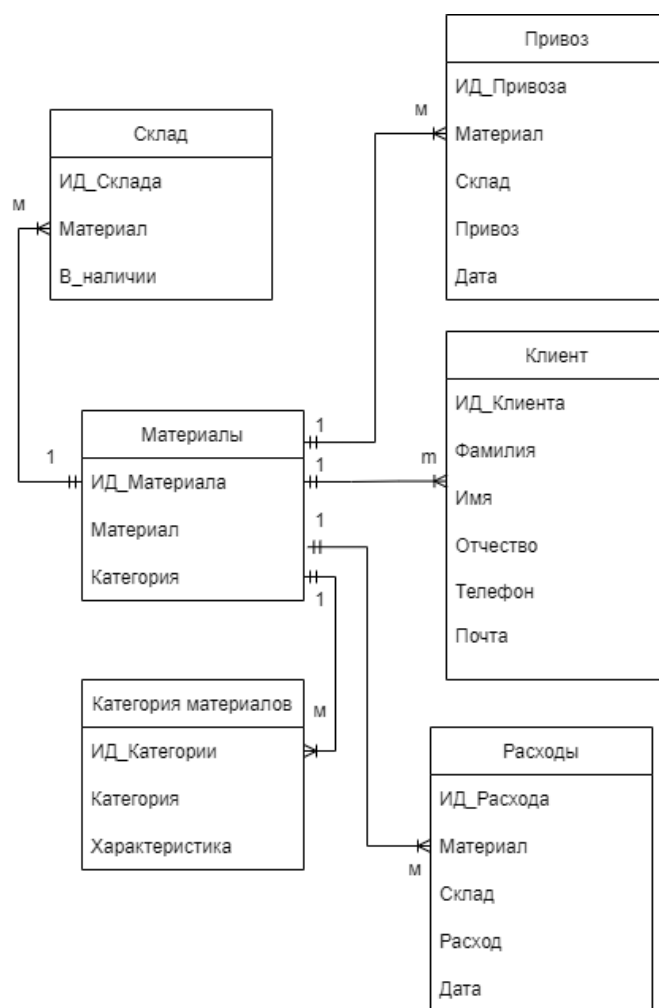 Привоз
ИД_Привоза
Материал
Склад
Привоз
Дата
м
Склад
ИД_Склада
Материал
В_наличии
м
Клиент
ИД_Клиента
Фамилия
Имя
Отчество
Телефон
Почта
m
Материалы
ИД_Материала
Материал
Категория
1
1
1
1
1
Категория материалов
ИД_Категории
Категория
Характеристика
м
Расходы
ИД_Расхода
Материал
Склад
Расход
Дата
м